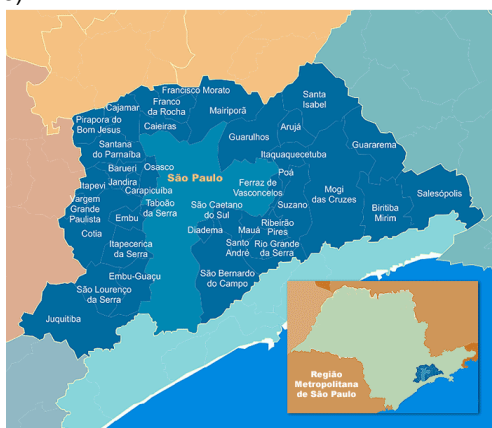 Francisco Morato
Cajamar
Franco
da Rocha
Mairiporã
Santa
Isabel
Pirapora do
Bom Jesus
Caieiras
Guarulhos
Arujá
Santana
do Parnaíba
Guararema
Itaquaquecetuba
Barueri
Osasco
São Paulo
Poá
Itapevi
Jandira
Carapicuiba
Ferraz de
Vasconcelos
Mogi
das Cruzes
Salesópolis
Vargem
Grande
Paulista
Taboão
da Serra
São Caetano
do Sul
Suzano
Biritiba
Mirim
Embu
Cotia
Diadema
Mauá
Ribeirão
Pires
Itapecerica
da Serra
Santo
André
Rio Grande
da Serra
Embu-Guaçu
São Bernardo
do Campo
São Lourenço
da Serra
Juquitiba
Região
Metropolitana
de São Paulo